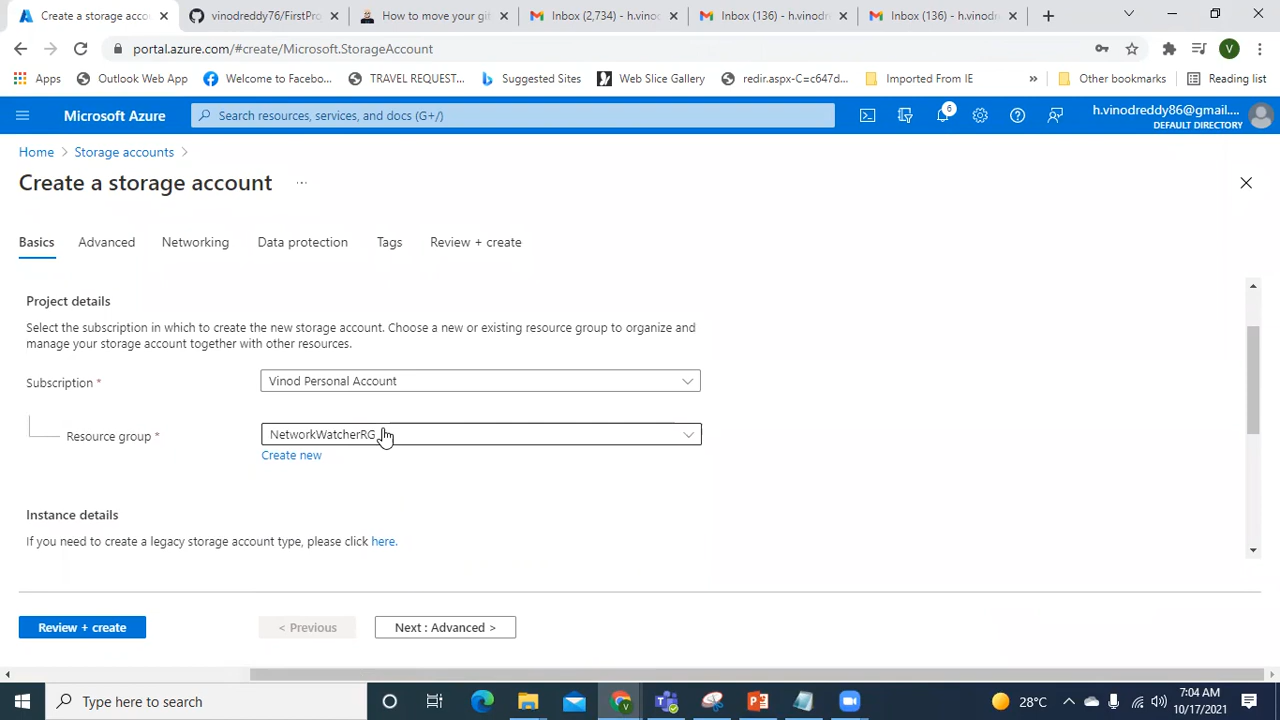 Create a storage accou
vinodreddy76/FirstPro
How to move your git
Inbox (2,734) - h.vinod
Inbox (136) - h.vinodre
Inbox (136) - h.vinodre
portal.azure.com/#create/Microsoft.StorageAccount
V
Apps
Outlook Web App
Welcome to Facebo...
TRAVEL REQUEST...
Suggested Sites
Web Slice Gallery
redir.aspx-C=c647d...
Imported From IE
»
Other bookmarks
Reading list
Microsoft Azure
Search resources, services, and docs (G+/)
6
h.vinodreddy86@gmail....
DEFAULT DIRECTORY
Home > Storage accounts >
Create a storage account ...
Basics
Advanced
Networking
Data protection
Tags
Review + create
Project details
Select the subscription in which to create the new storage account. Choose a new or existing resource group to organize and
manage your storage account together with other resources.
Subscription *
Vinod Personal Account
Resource group *
NetworkWatcherRG
Create new
Instance details
If you need to create a legacy storage account type, please click here.
Review + create
< Previous
Next : Advanced >
Type here to search
28°C
7:04 AM
10/17/2021